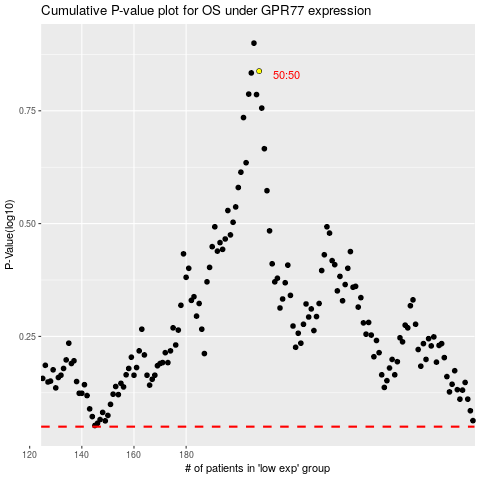 Cumulative P-value plot for OS under GPR77 expression
50:50
P-Value(log10)
0.75
0.50
0.25
120 140 160 180
# of patients in 'low exp' group